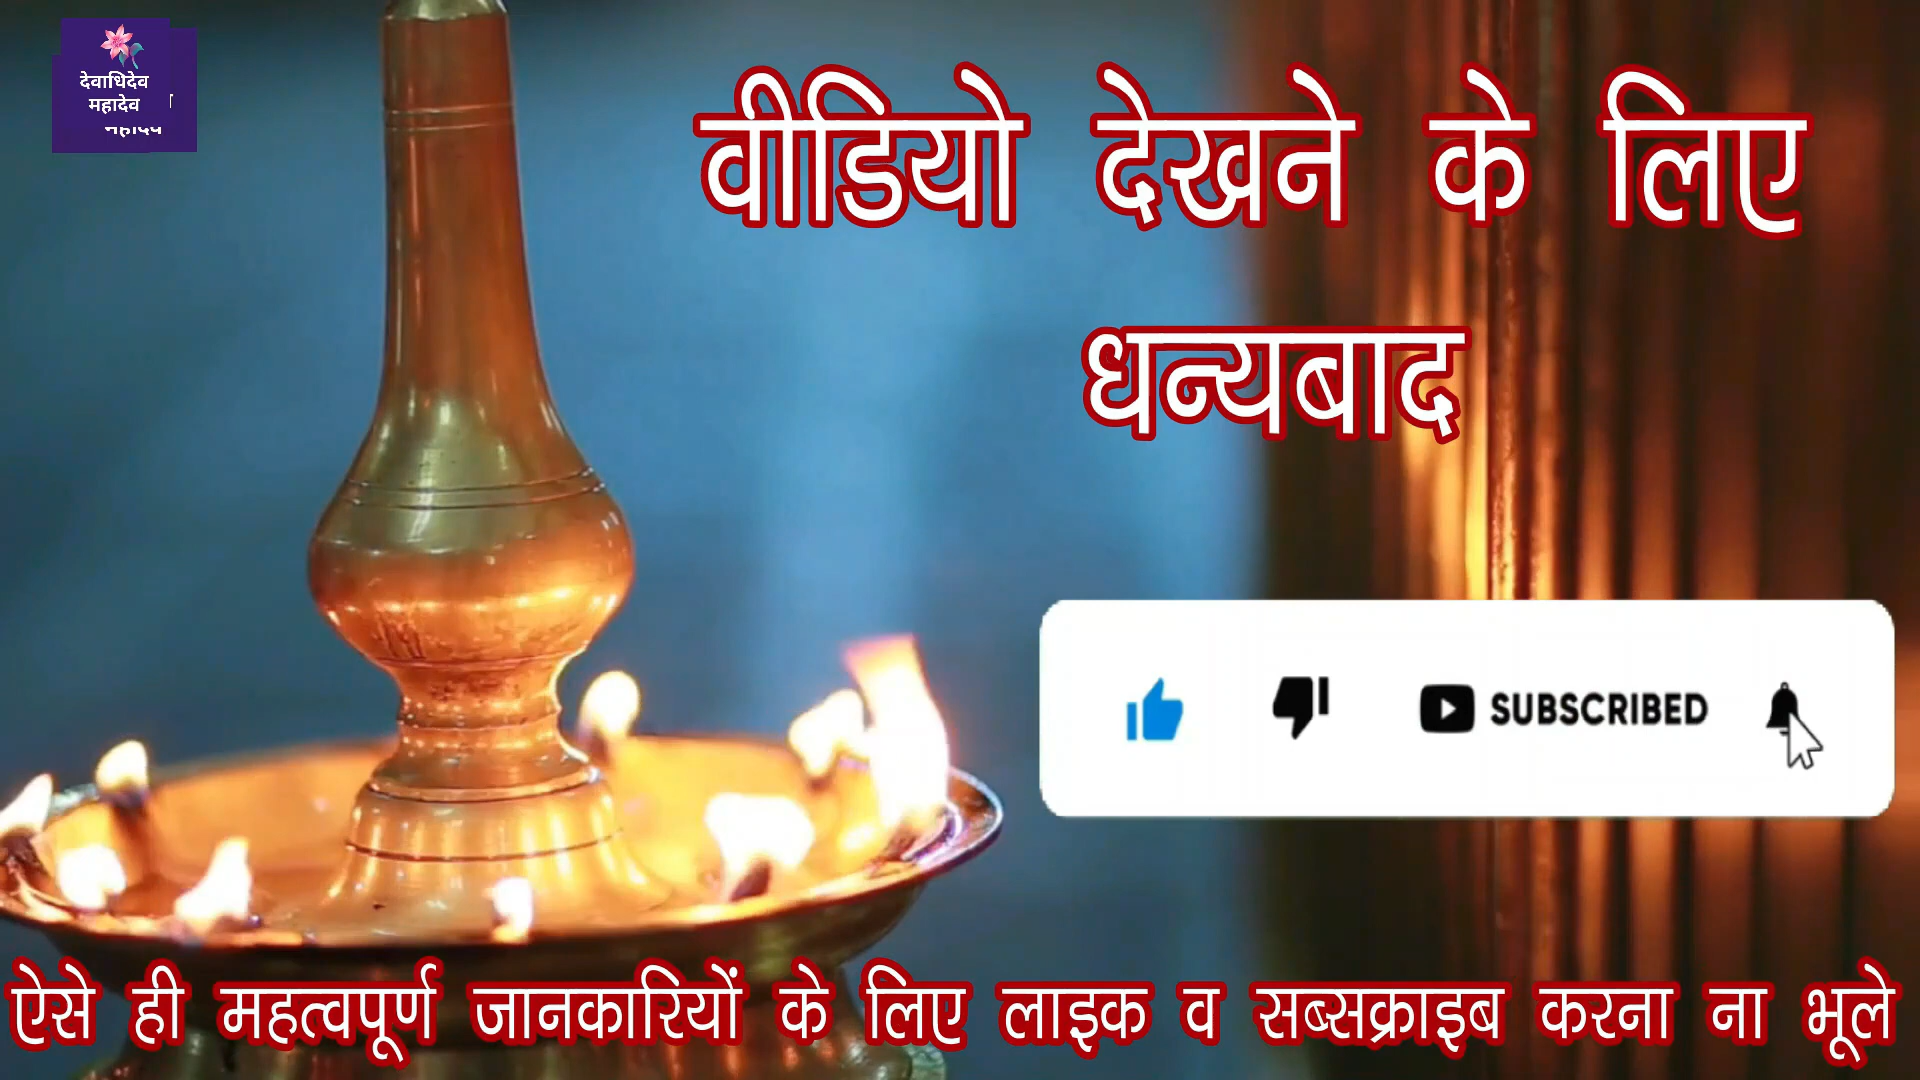 देवाधिदेव
महादेव
वीडियो देखने के लिए
धन्यबाद
SUBSCRIBED
ऐसे ही महत्वपूर्ण जानकारियों के लिए लाइक व सब्सक्राइब करना ना भूले